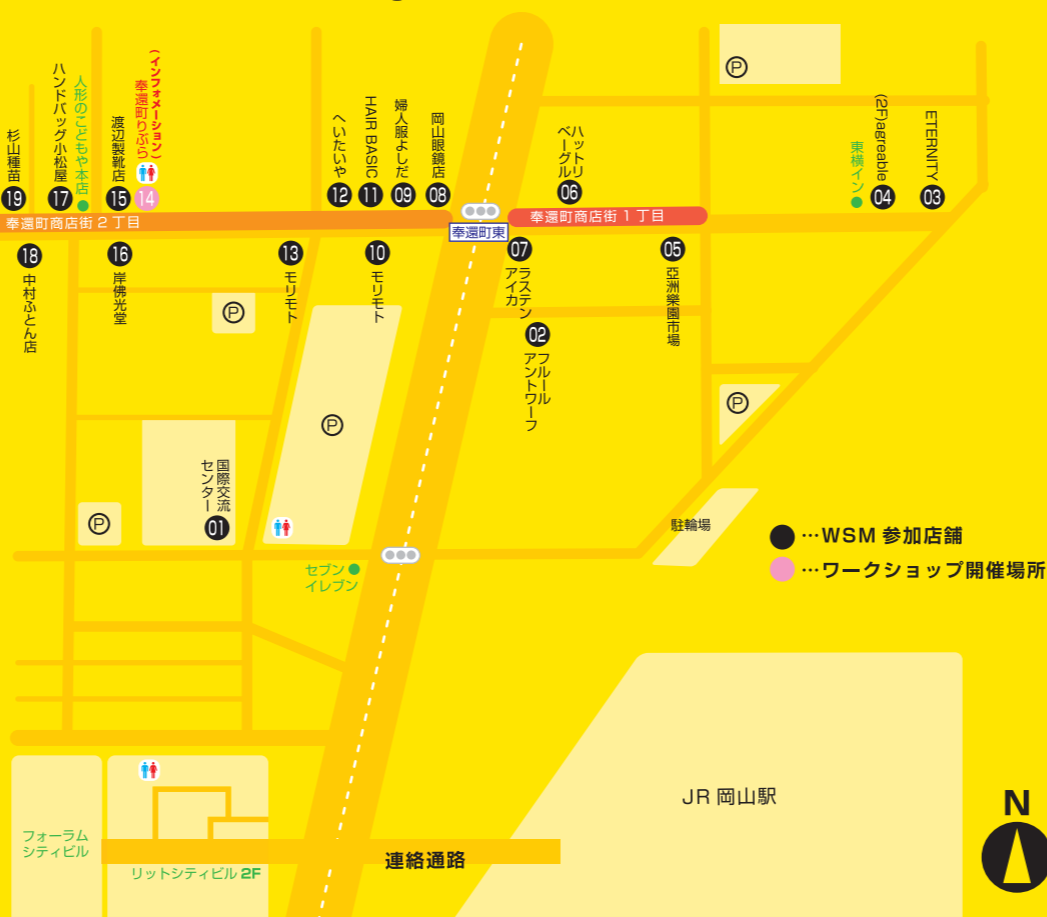 (インフォメーション)
奉還町りぶら
14
杉山種苗
19
ハンドバッグ小松屋
17
人形のこどもや本店
渡辺製靴店
15
へいたいや
12
HAIR BASIC
11
婦人服よしだ
09
岡山眼鏡店
08
ハットリ
ベーグル
06
東横イン
(2F)agreable
04
ETERNITY
03
P
奉還町商店街 2 丁目
奉還町東
奉還町商店街 1 丁目
18
中村ふとん店
16
岸佛光堂
13
モリモト
10
モリモト
07
ラステン
アイカ
02
フルール
アントワーフ
05
亞洲樂園市場
P
P
P
P
国際交流
センター
01
駐輪場
セブン
イレブン
…WSM 参加店舗
…ワークショップ開催場所
JR 岡山駅
N
フォーラム
シティビル
連絡通路
リットシティビル 2F